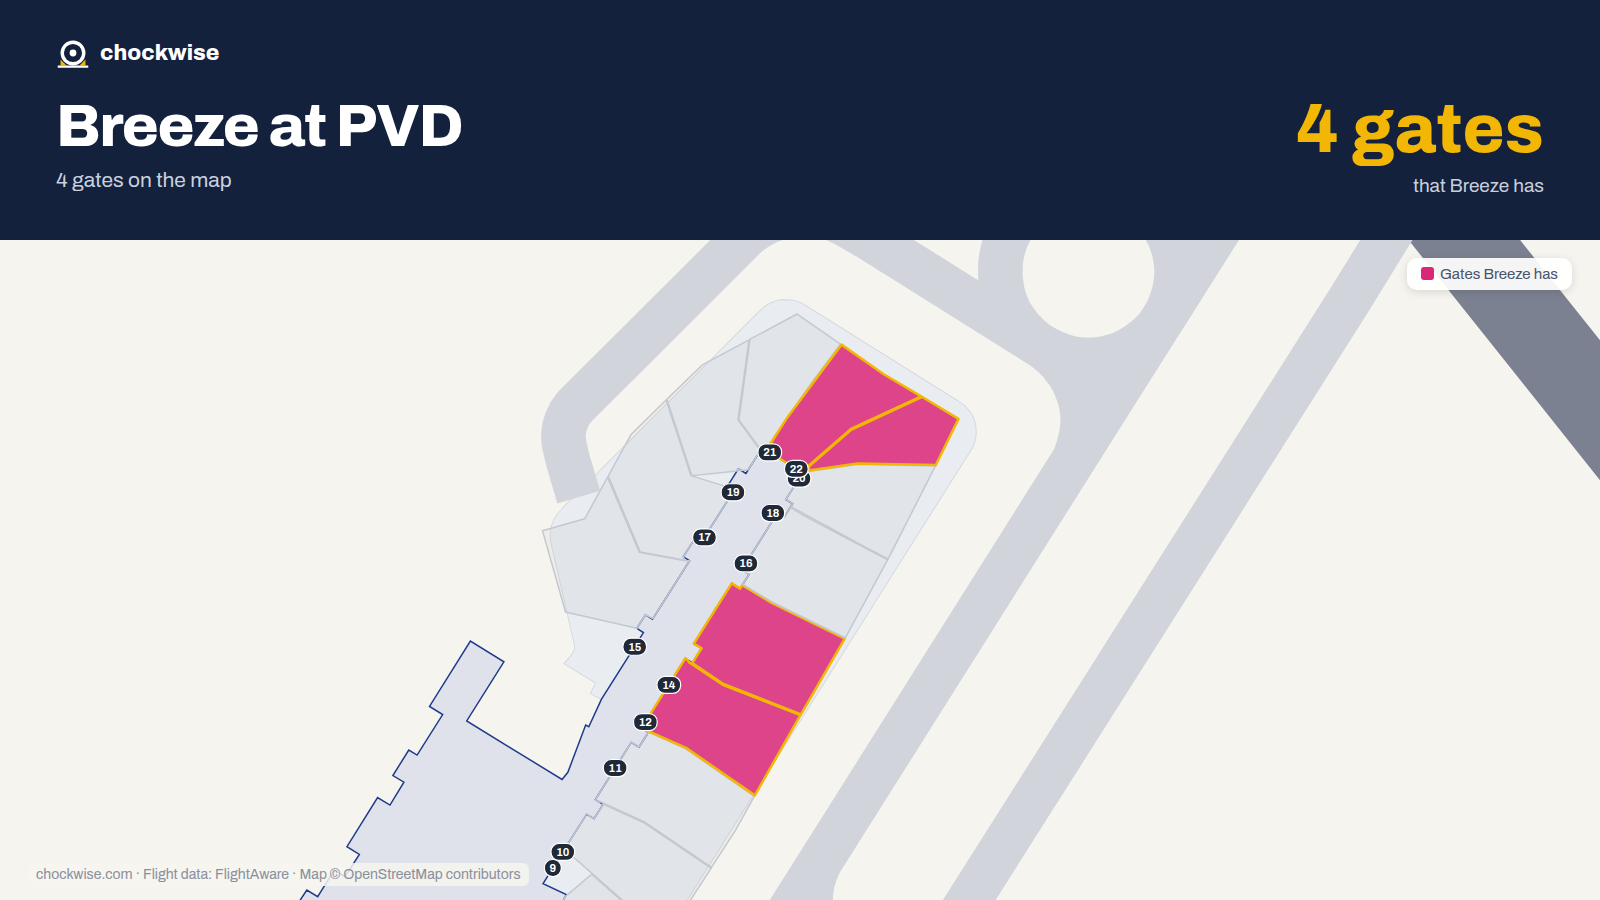 chockwise
Breeze at PVD
4 gates on the map
4 gates
that Breeze has
Gates Breeze has
21
22
20
19
18
17
16
15
14
12
11
10
9
chockwise.com · Flight data: FlightAware · Map © OpenStreetMap contributors